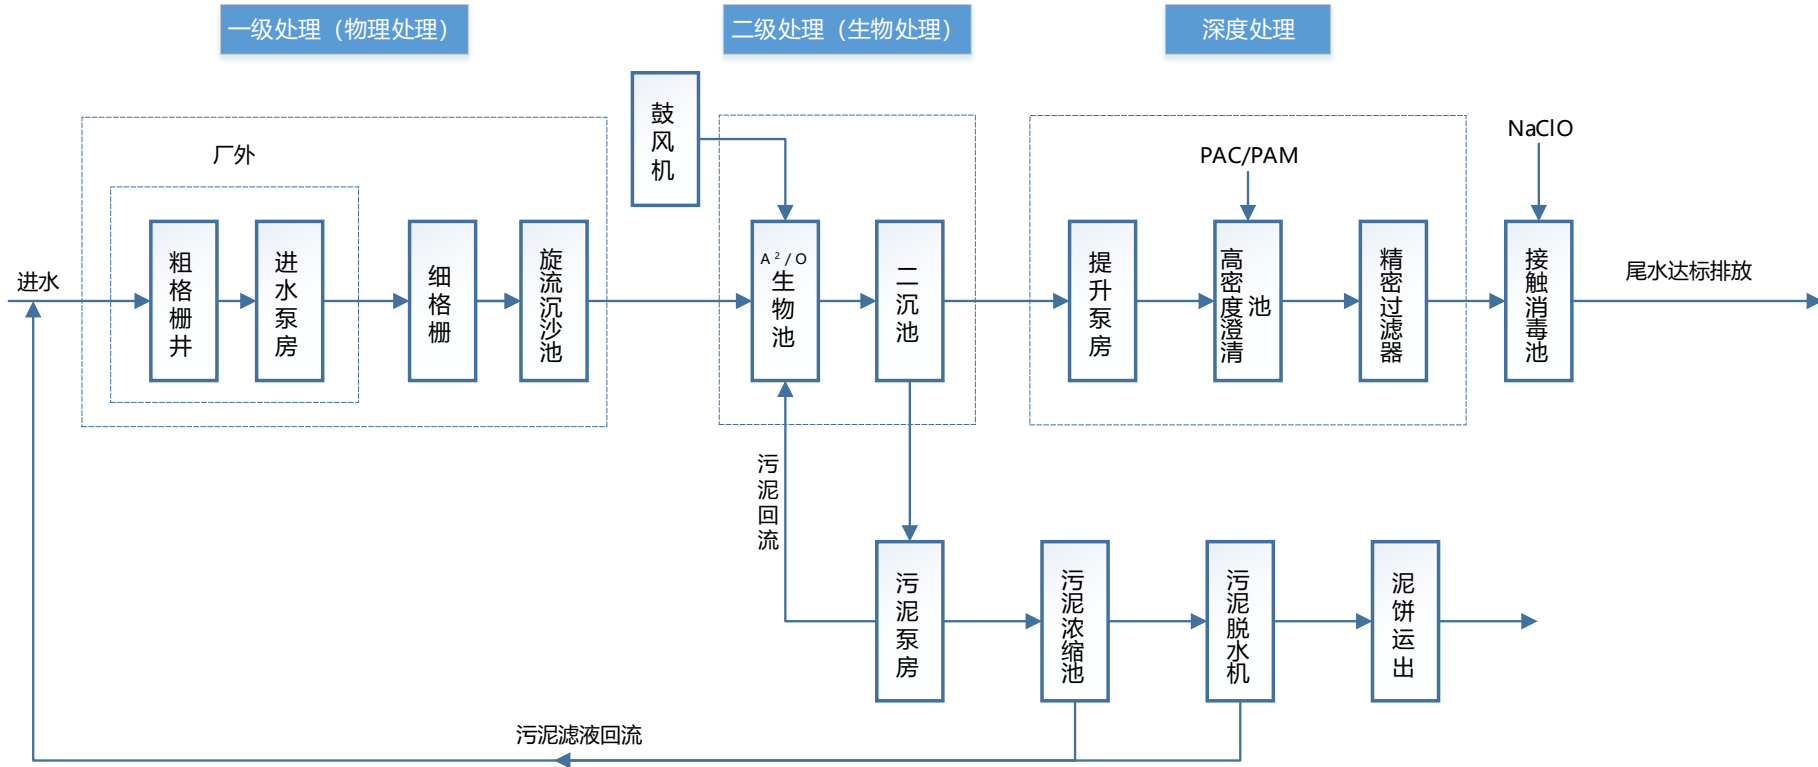 一级处理（物理处理）
二级处理（生物处理）
深度处理
鼓风机
厂外
PAC/PAM
NaClO
进水
粗格栅井
进水泵房
细格栅
旋流沉沙池
A²/O
生物池
二沉池
提升泵房
高密度澄清池
精密过滤器
接触消毒池
尾水达标排放
污泥回流
污泥泵房
污泥浓缩池
污泥脱水机
泥饼运出
污泥滤液回流